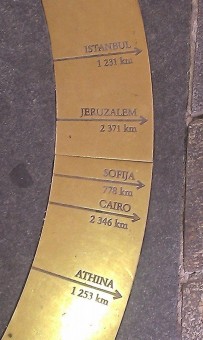 ISTANBUL
1 231 km
JERUZALEM
2 371 km
SOFIJA
778 km
CAIRO
2 346 km
ATHINA
1 253 km